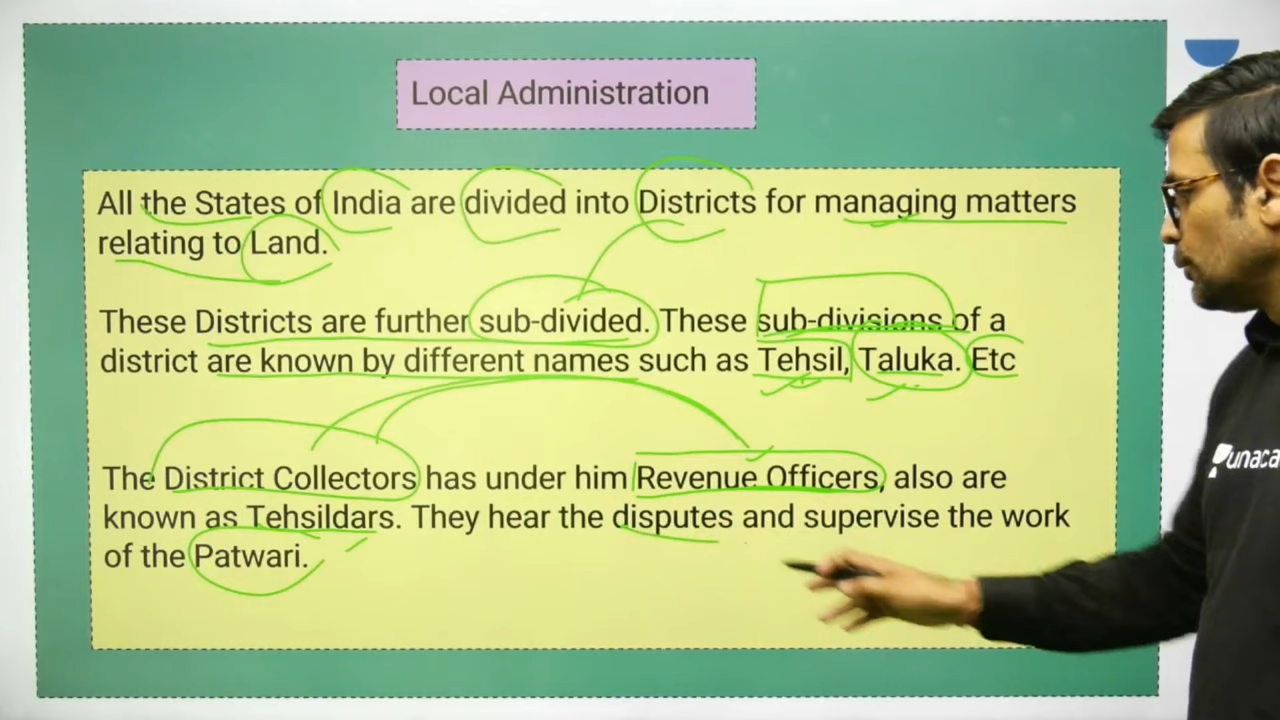 Local Administration
All the States of India are divided into Districts for managing matters
relating to Land.
These Districts are further sub-divided. These sub-divisions of a
district are known by different names such as Tehsil, Taluka. Etc
The District Collectors has under him Revenue Officers, also are
known as Tehsildars. They hear the disputes and supervise the work
of the Patwari.
unaca